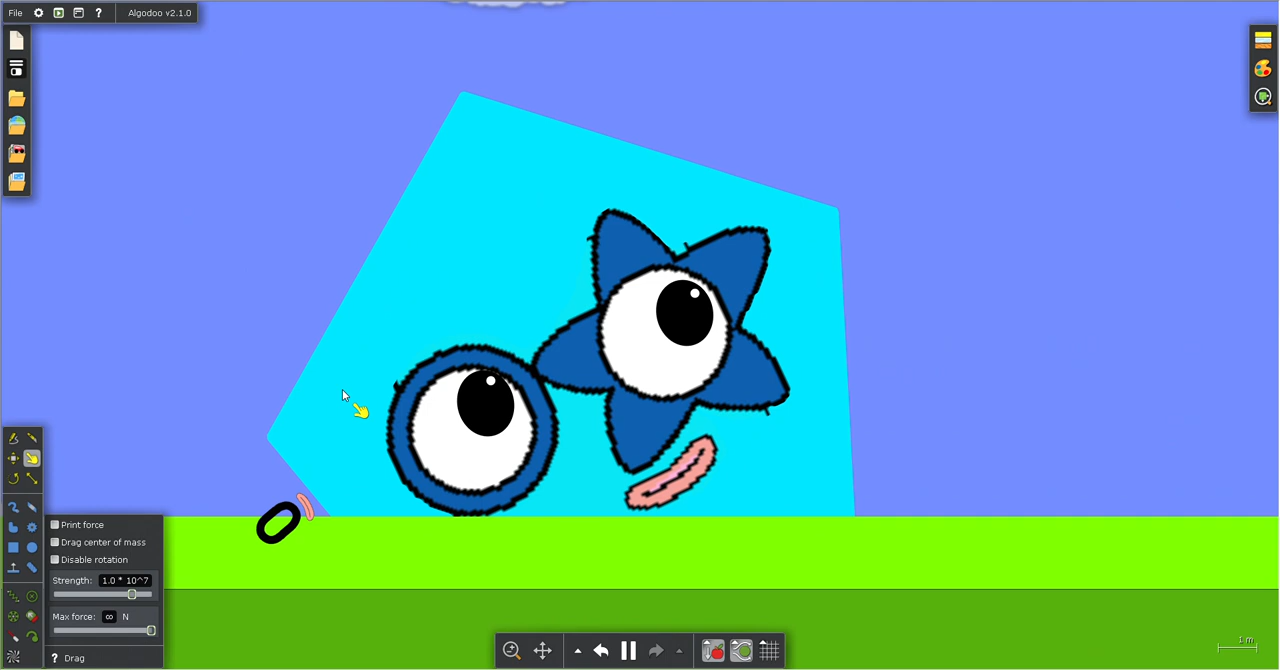 File ? Algodoo v2.1.0
Print force
Drag center of mass
Disable rotation
Strength: 1.0 * 10^7
Max force: ∞ N
? Drag
1 m